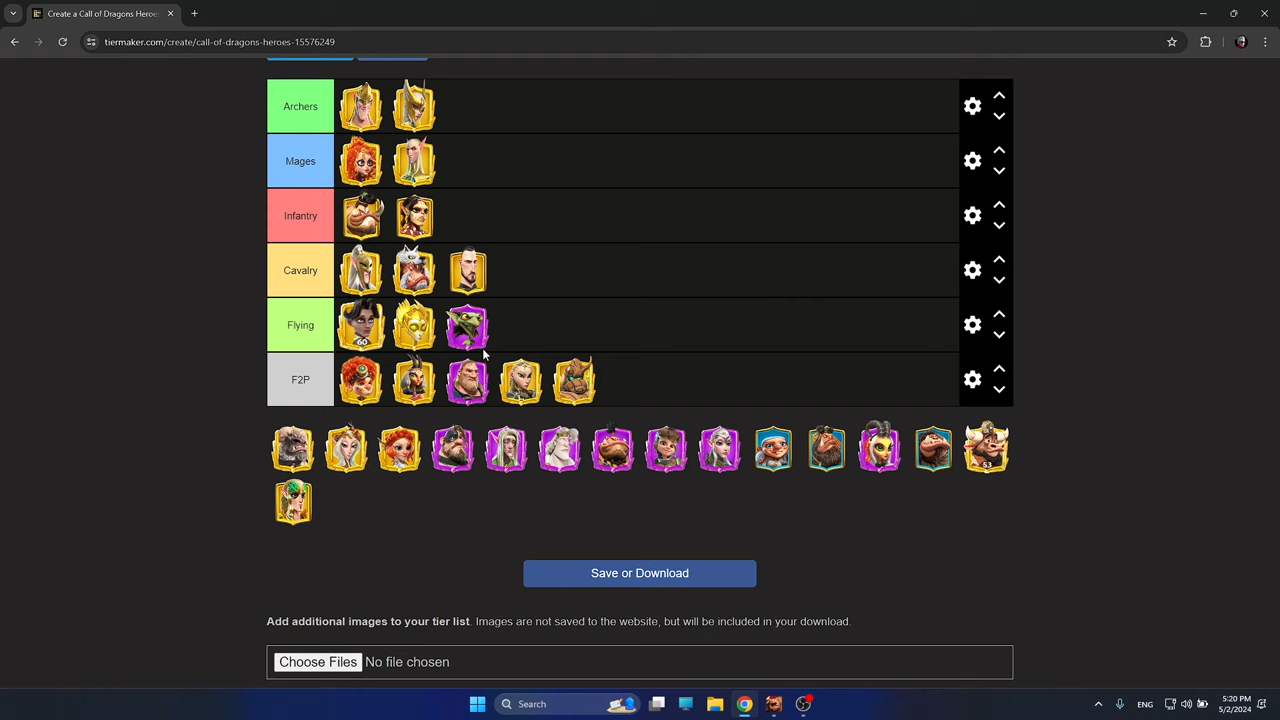 Create a Call of Dragons Heroes
tiermaker.com/create/call-of-dragons-heroes-15576249
Archers
Mages
Infantry
Cavalry
Flying
60
F2P
53
Save or Download
Add additional images to your tier list. Images are not saved to the website, but will be included in your download.
Choose Files No file chosen
Search
ENG
5:20 PM
5/2/2024